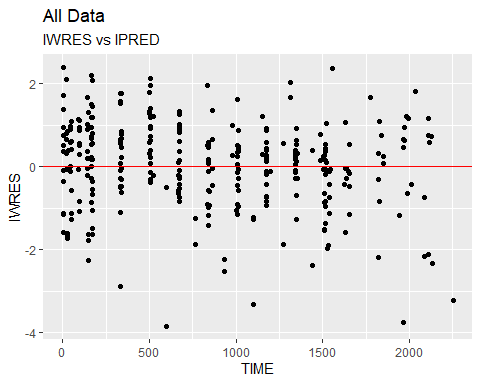 All Data
IWRES vs IPRED
2
0
-2
-4
IWRES
0
500
1000
1500
2000
TIME